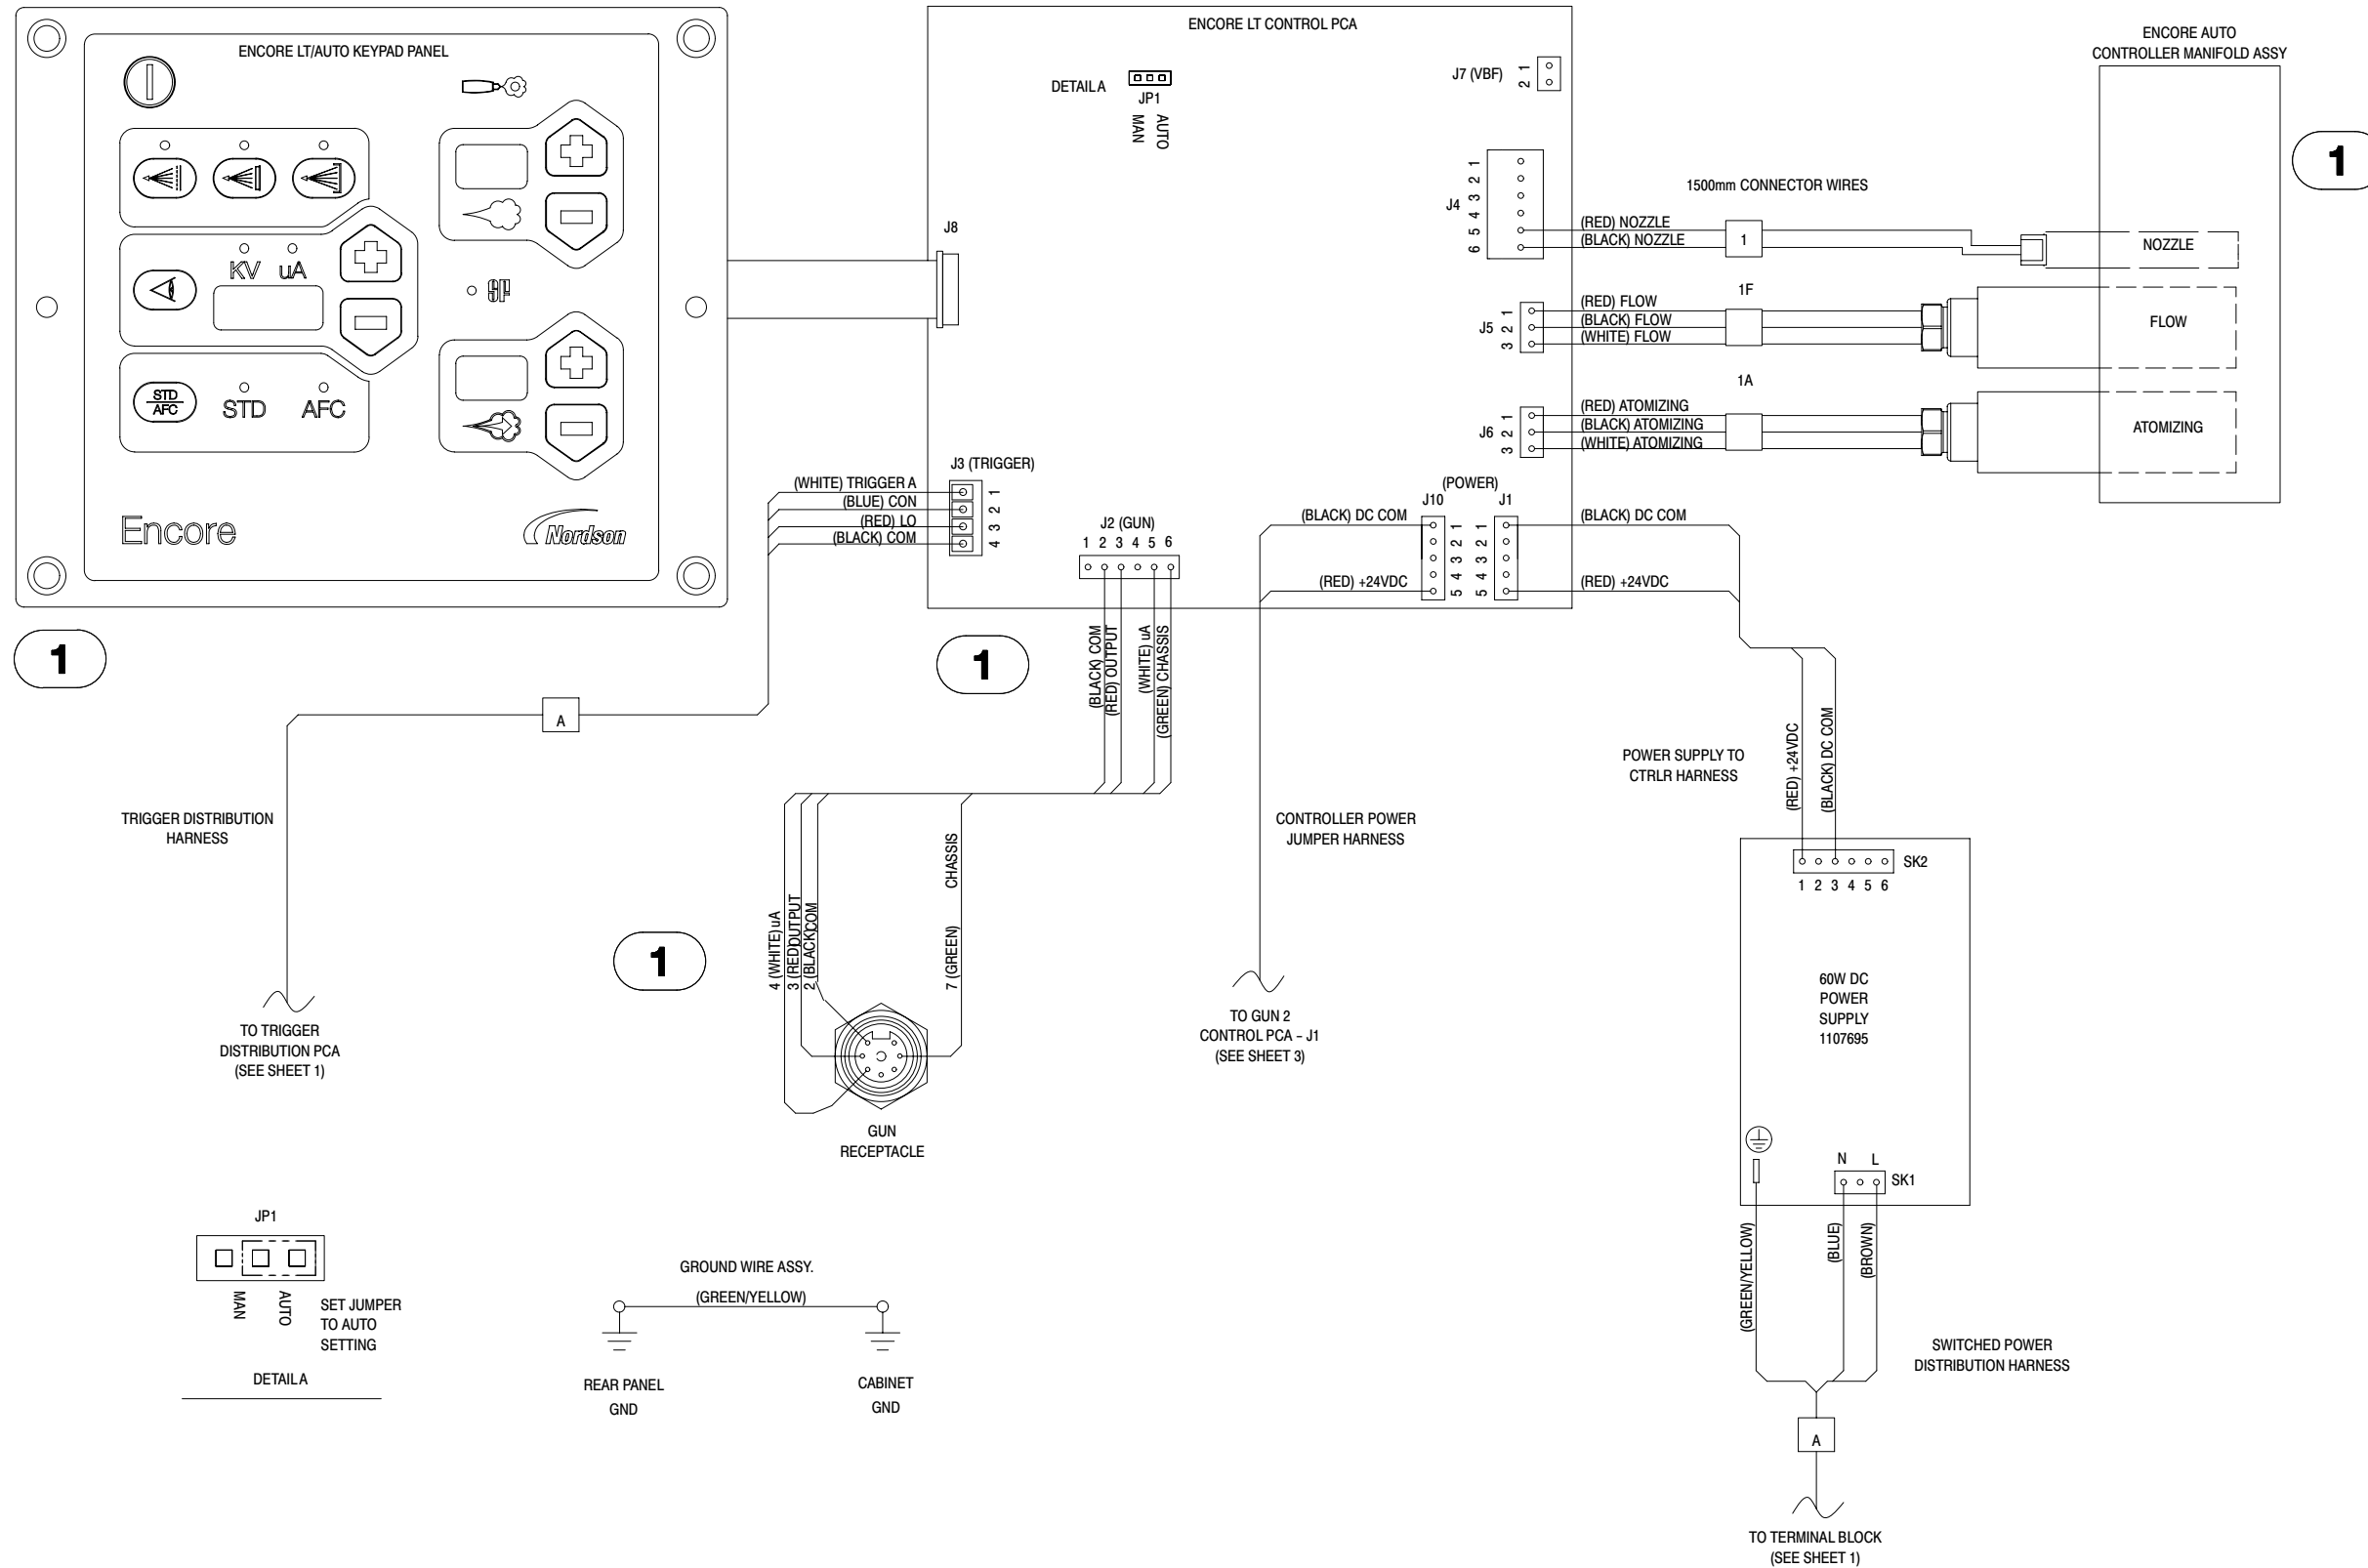 ENCORE LT/AUTO KEYPAD PANEL
KV uA
SF
STD
AFC
STD AFC
Encore
Nordson
1
ENCORE LT CONTROL PCA
DETAIL A
JP1
MAN
AUTO
J7 (VBF)
1
2
J8
J4
1
2
3
4
5
6
J5
1
2
3
J6
1
2
3
1500mm CONNECTOR WIRES
(RED) NOZZLE
(BLACK) NOZZLE
1
1F
(RED) FLOW
(BLACK) FLOW
(WHITE) FLOW
1A
(RED) ATOMIZING
(BLACK) ATOMIZING
(WHITE) ATOMIZING
ENCORE AUTO
CONTROLLER MANIFOLD ASSY
NOZZLE
FLOW
ATOMIZING
1
J3 (TRIGGER)
(WHITE) TRIGGER A
(BLUE) CON
(RED) LO
(BLACK) COM
1
2
3
4
J2 (GUN)
1 2 3 4 5 6
(POWER)
J10
J1
(BLACK) DC COM
(RED) +24VDC
1
2
3
4
5
1
2
3
4
5
(BLACK) DC COM
(RED) +24VDC
1
(BLACK) COM
(RED) OUTPUT
(WHITE) uA
(GREEN) CHASSIS
A
TRIGGER DISTRIBUTION
HARNESS
TO TRIGGER
DISTRIBUTION PCA
(SEE SHEET 1)
1
4 (WHITE) uA
3 (RED) OUTPUT
2 (BLACK) COM
7 (GREEN) CHASSIS
GUN
RECEPTACLE
CONTROLLER POWER
JUMPER HARNESS
TO GUN 2
CONTROL PCA - J1
(SEE SHEET 3)
POWER SUPPLY TO
CTRLR HARNESS
(RED) +24VDC
(BLACK) DC COM
SK2
1 2 3 4 5 6
60W DC
POWER
SUPPLY
1107695
N L
SK1
(GREEN/YELLOW)
(BLUE)
(BROWN)
SWITCHED POWER
DISTRIBUTION HARNESS
A
TO TERMINAL BLOCK
(SEE SHEET 1)
JP1
MAN
AUTO
SET JUMPER
TO AUTO
SETTING
DETAIL A
GROUND WIRE ASSY.
(GREEN/YELLOW)
REAR PANEL
GND
CABINET
GND